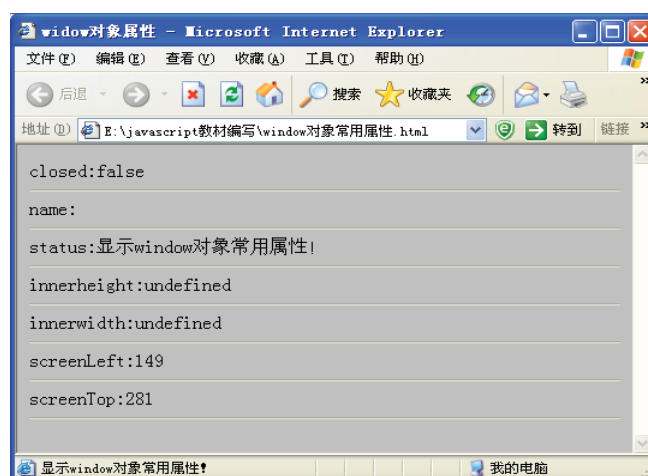 widow对象属性 - Microsoft Internet Explorer
文件(F) 编辑(E) 查看(V) 收藏(A) 工具(T) 帮助(H)
后退 搜索 收藏夹 »
地址(D) E:\javascript教材编写\window对象常用属性.html 转到 链接 »
closed:false
name:
status:显示window对象常用属性!
innerheight:undefined
innerwidth:undefined
screenLeft:149
screenTop:281
显示window对象常用属性! 我的电脑